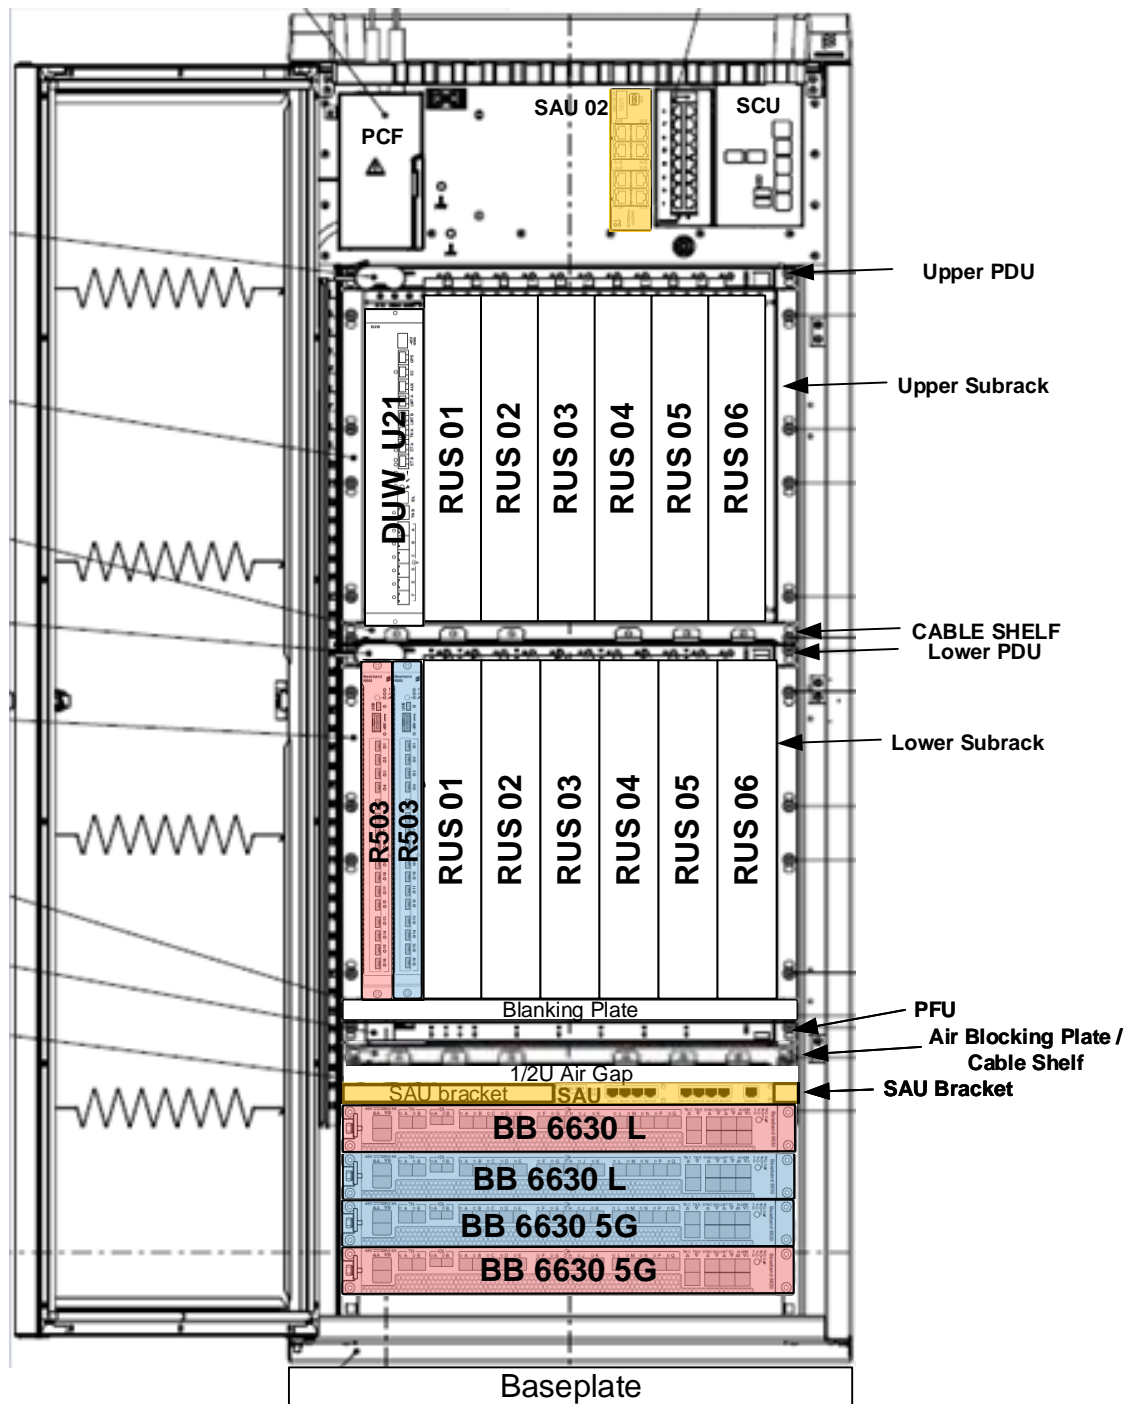 SAU 02
SCU
PCF
Upper PDU
Upper Subrack
DUW U21
RUS 01
RUS 02
RUS 03
RUS 04
RUS 05
RUS 06
CABLE SHELF
Lower PDU
Lower Subrack
R503
R503
RUS 01
RUS 02
RUS 03
RUS 04
RUS 05
RUS 06
Blanking Plate
PFU
Air Blocking Plate /
Cable Shelf
1/2U Air Gap
SAU bracket
SAU
SAU Bracket
BB 6630 L
BB 6630 L
BB 6630 5G
BB 6630 5G
Baseplate